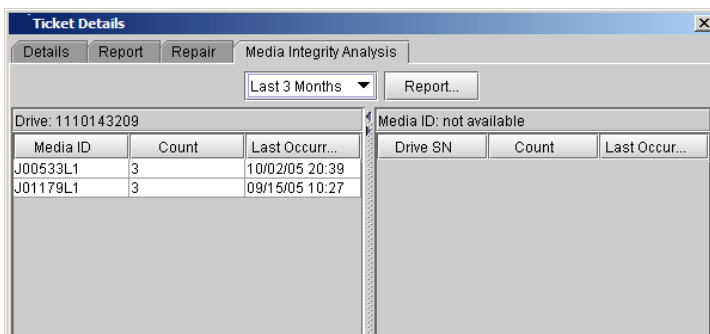 Ticket Details
Details Report Repair Media Integrity Analysis
Last 3 Months Report...
Drive: 1110143209
Media ID Count Last Occurr...
J00533L1 3 10/02/05 20:39
J01179L1 3 09/15/05 10:27
Media ID: not available
Drive SN Count Last Occur...